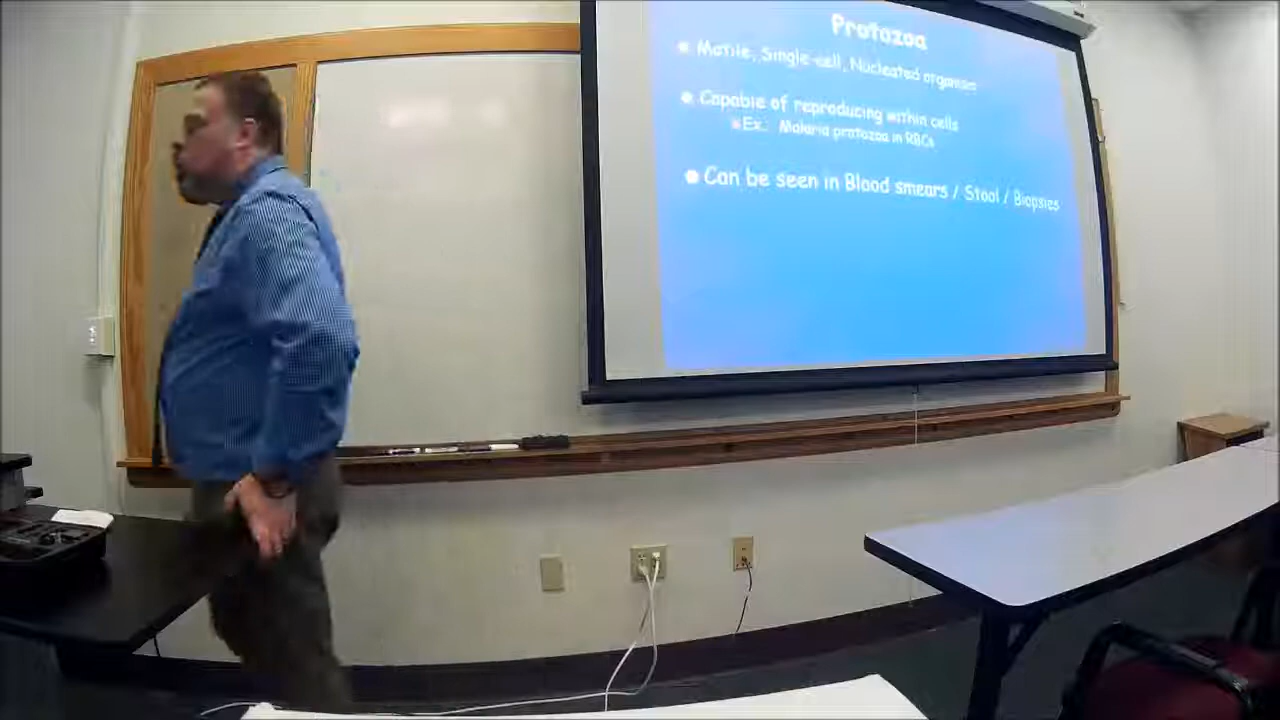 Protozoa
Motile, Single-cell, Nucleated organism
Capable of reproducing within cells
Ex: Malaria protozoa in RBCs
Can be seen in Blood smears / Stool / Biopsies